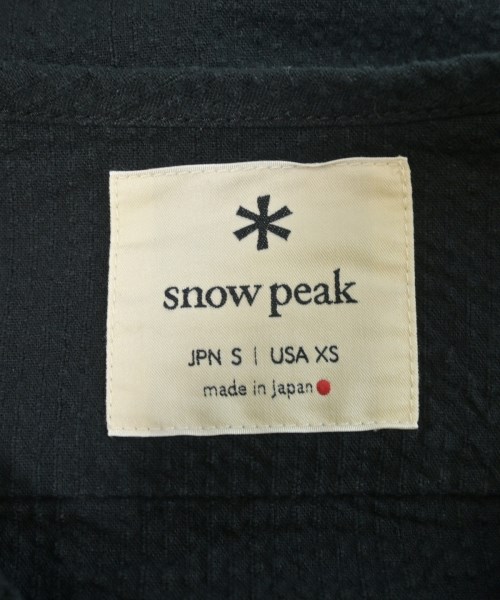 snow peak
JPN S | USA XS
made in japan